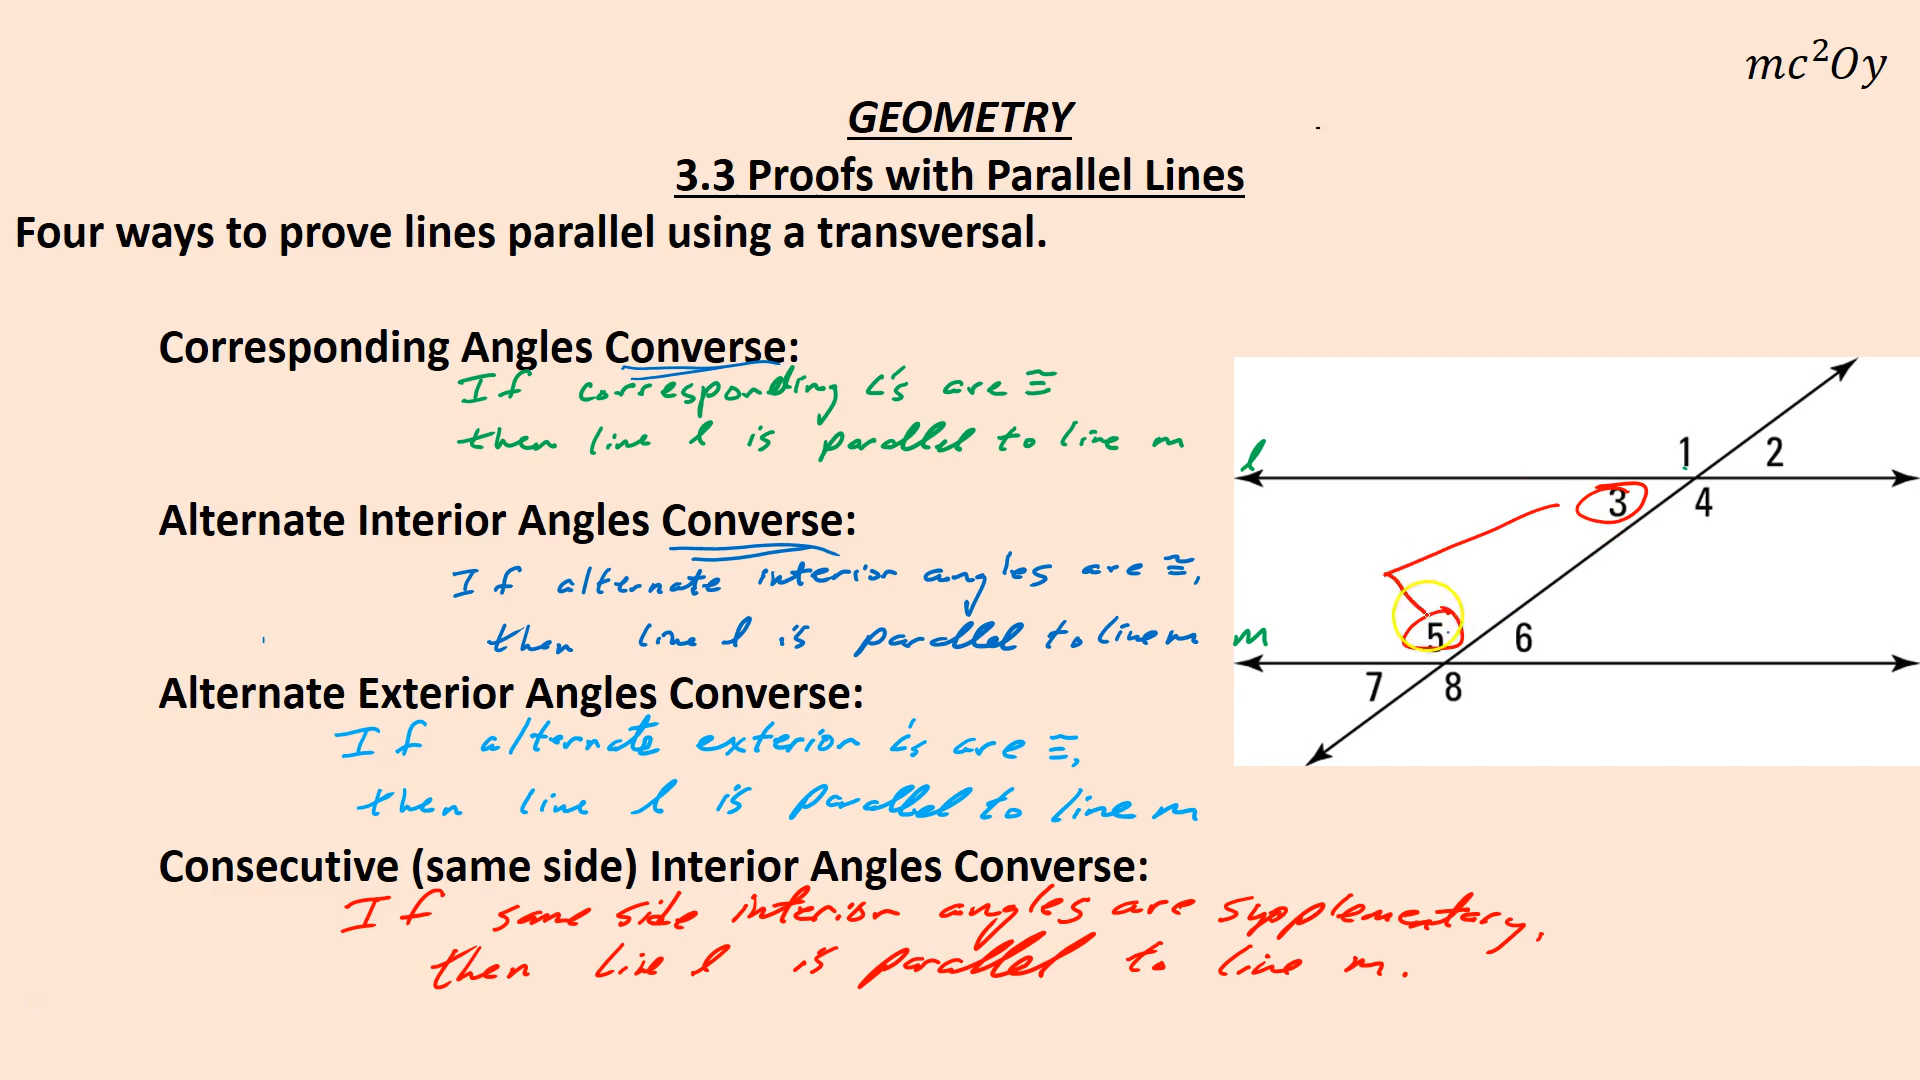 mc²Oy
GEOMETRY
3.3 Proofs with Parallel Lines
Four ways to prove lines parallel using a transversal.
Corresponding Angles Converse:
If corresponding ∠'s are ≅
then line l is parallel to line m
Alternate Interior Angles Converse:
If alternate interior angles are ≅,
then line l is parallel to line m
Alternate Exterior Angles Converse:
If alternate exterior ∠'s are ≅,
then line l is parallel to line m
Consecutive (same side) Interior Angles Converse:
If same side interior angles are supplementary,
then line l is parallel to line m.
l
1 2
3 4
m
5 6
7 8